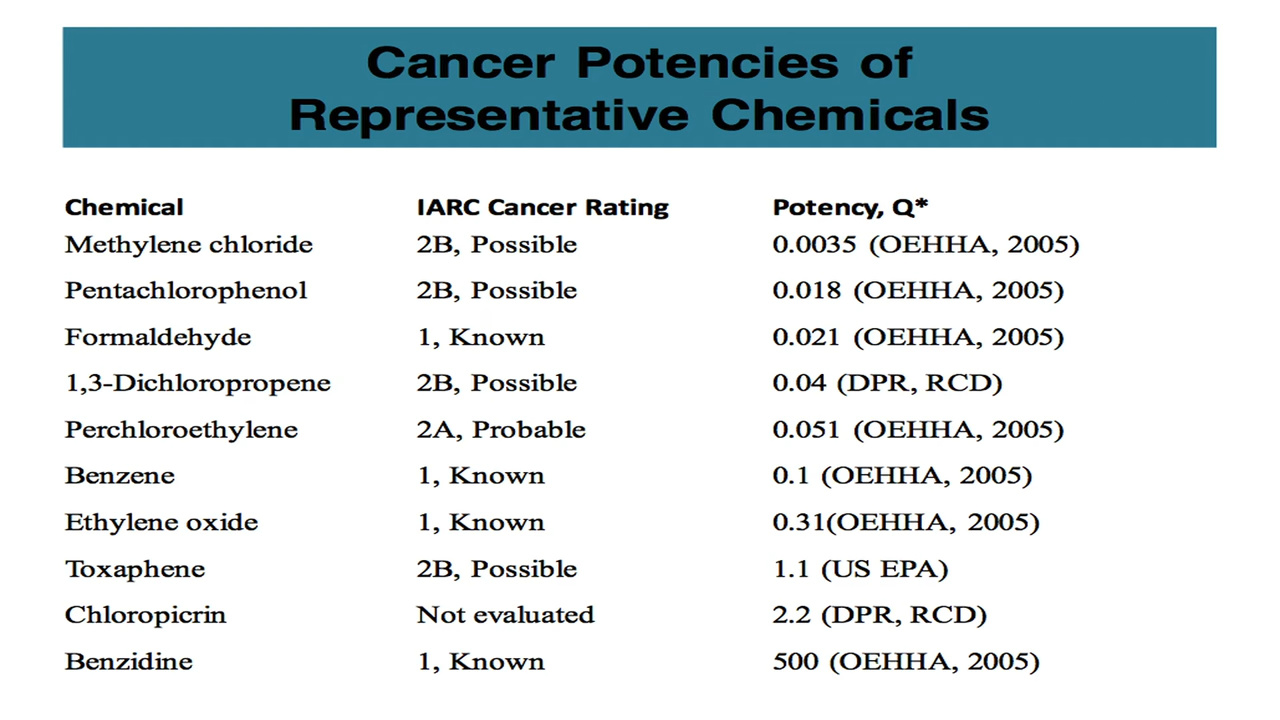 Cancer Potencies of
Representative Chemicals
Chemical IARC Cancer Rating Potency, Q*
Methylene chloride 2B, Possible 0.0035 (OEHHA, 2005)
Pentachlorophenol 2B, Possible 0.018 (OEHHA, 2005)
Formaldehyde 1, Known 0.021 (OEHHA, 2005)
1,3-Dichloropropene 2B, Possible 0.04 (DPR, RCD)
Perchloroethylene 2A, Probable 0.051 (OEHHA, 2005)
Benzene 1, Known 0.1 (OEHHA, 2005)
Ethylene oxide 1, Known 0.31(OEHHA, 2005)
Toxaphene 2B, Possible 1.1 (US EPA)
Chloropicrin Not evaluated 2.2 (DPR, RCD)
Benzidine 1, Known 500 (OEHHA, 2005)